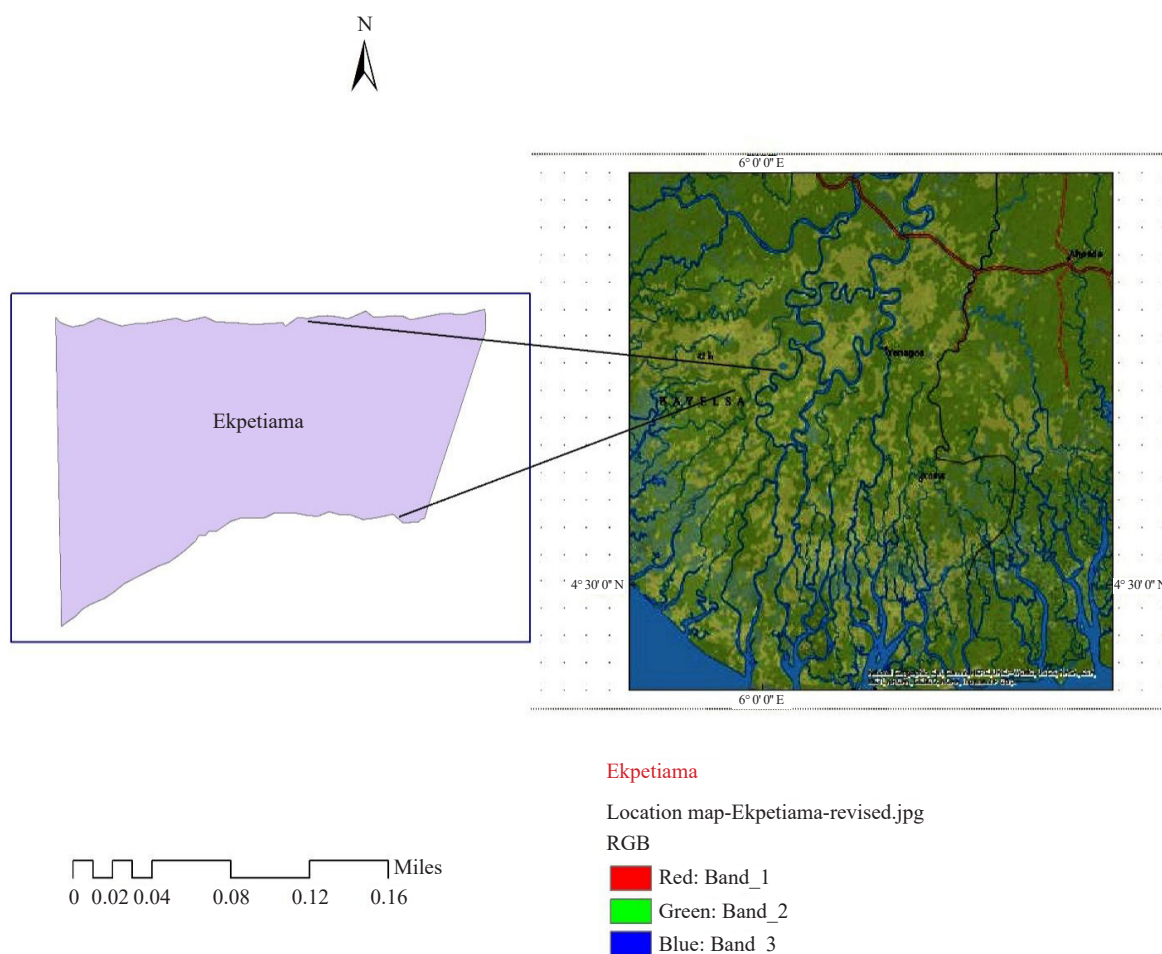 N
6° 0' 0" E
Ekpetiama
BAYELSA
4° 30' 0" N
4° 30' 0" N
6° 0' 0" E
Ekpetiama
Location map-Ekpetiama-revised.jpg
RGB
Red: Band_1
Green: Band_2
Blue: Band_3
Miles
0 0.02 0.04 0.08 0.12 0.16